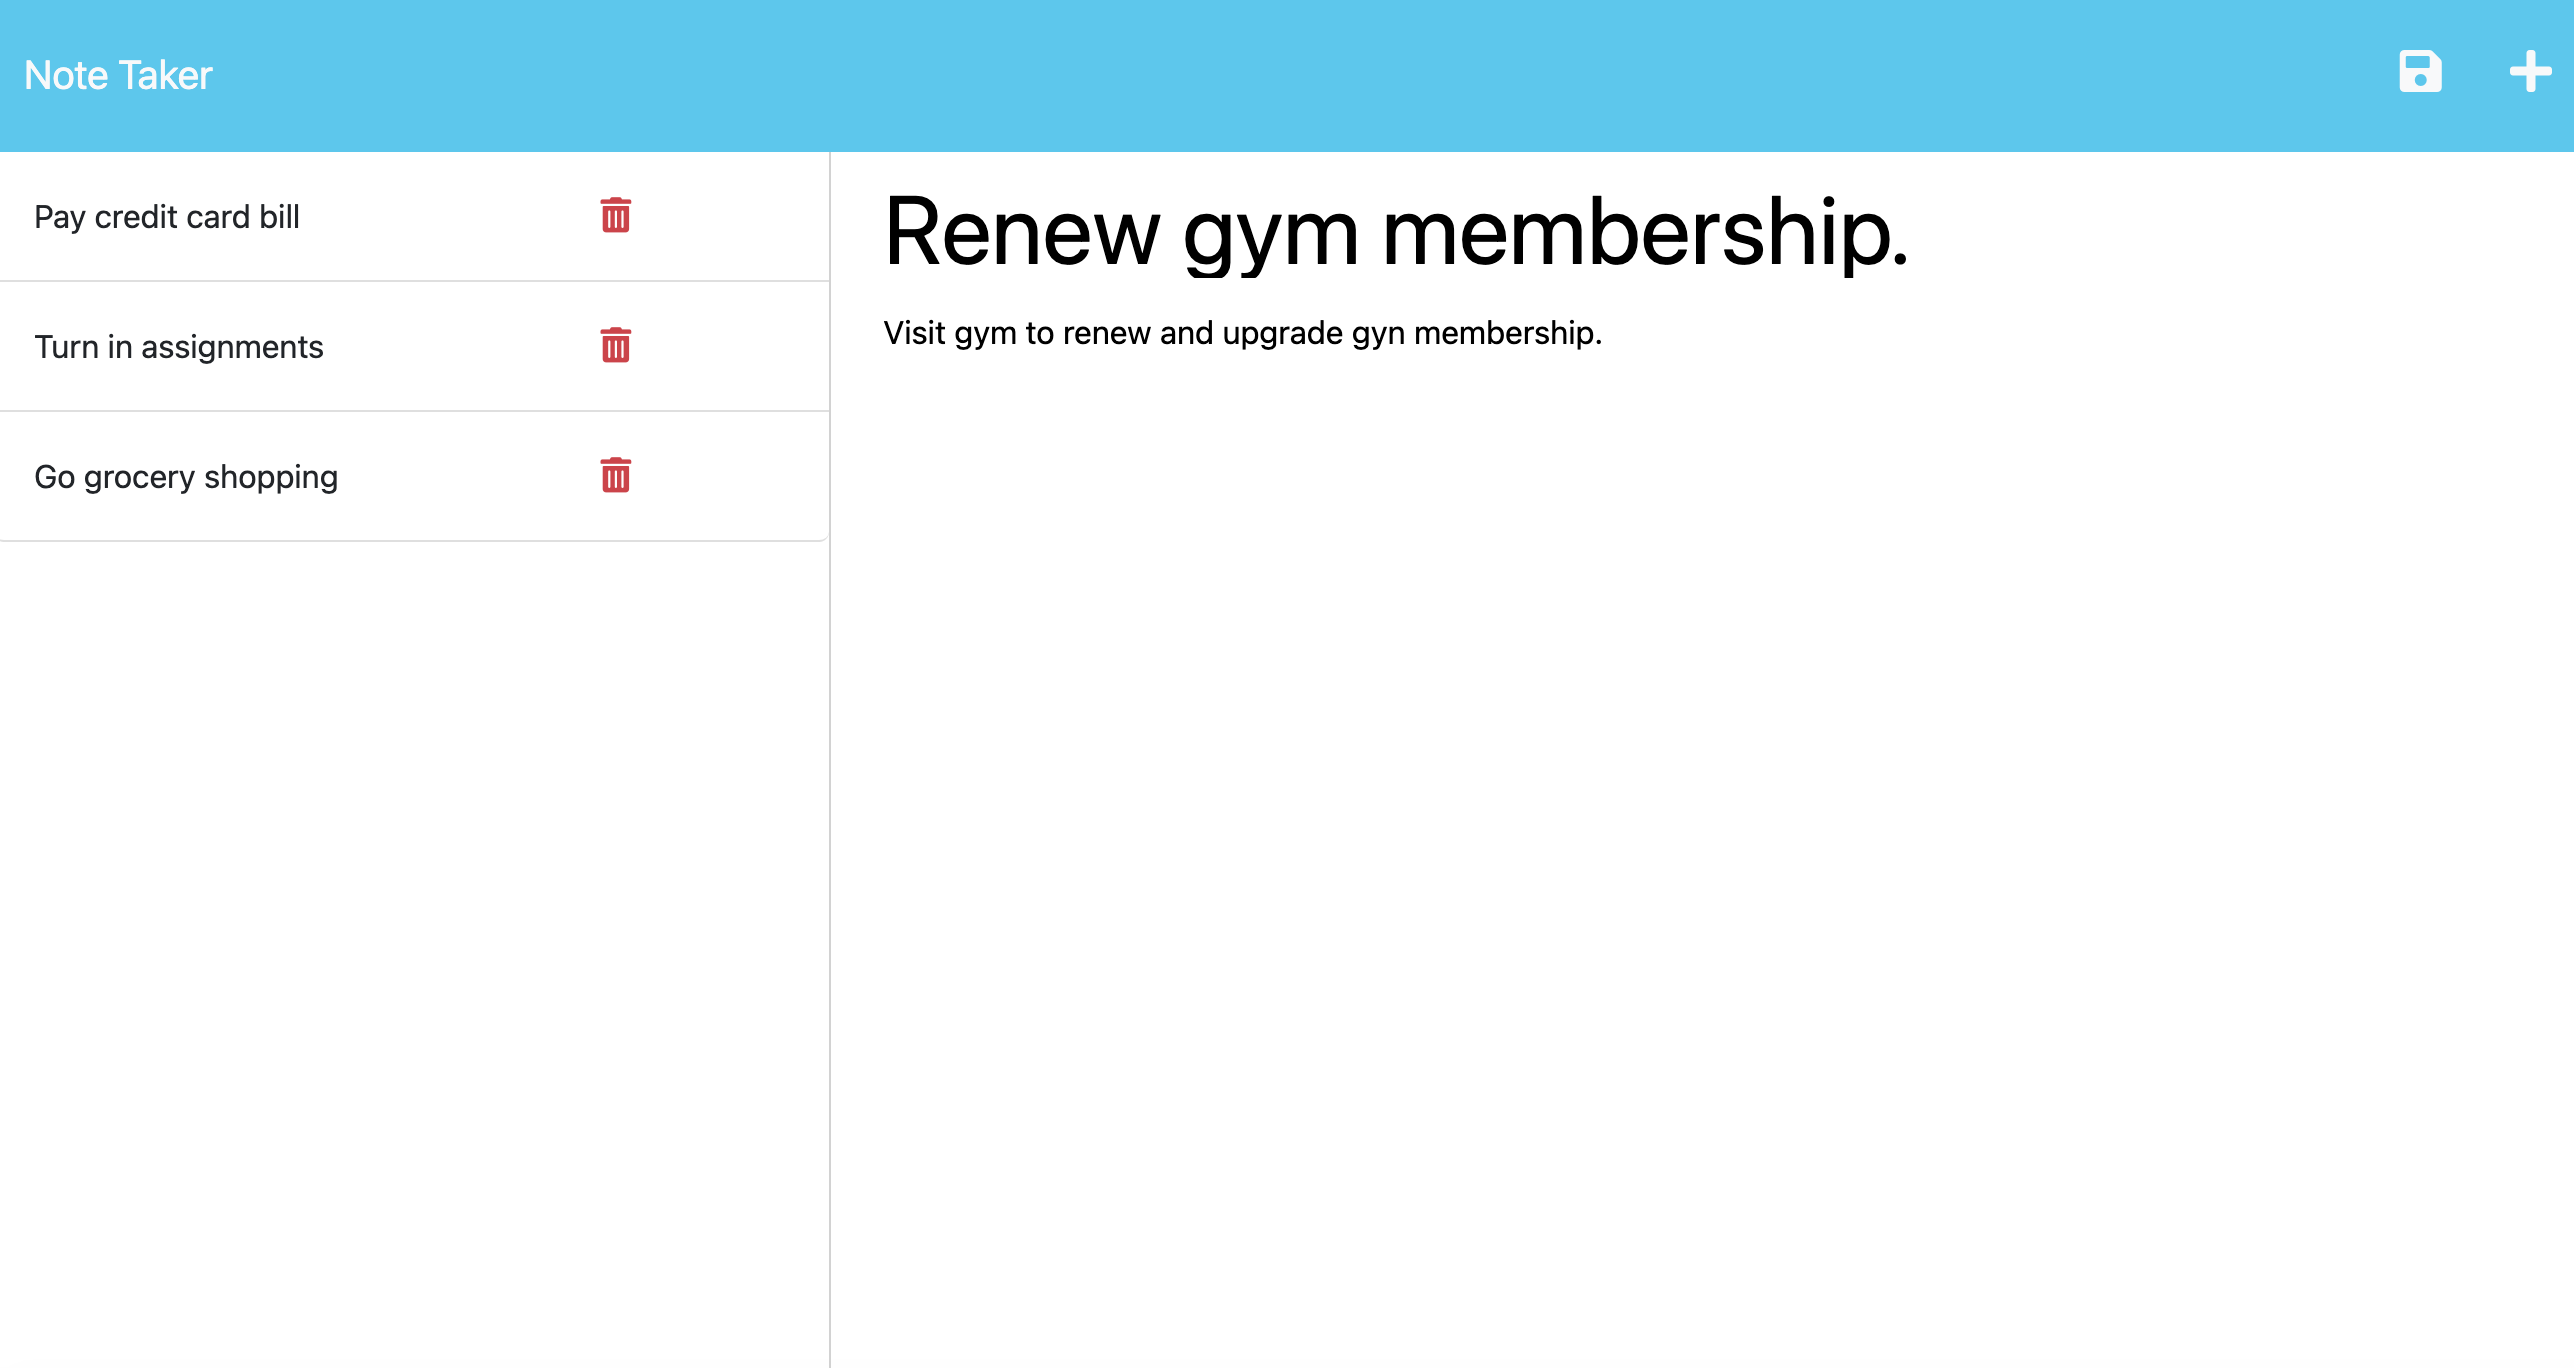 Note Taker
Pay credit card bill
Turn in assignments
Go grocery shopping
Renew gym membership.
Visit gym to renew and upgrade gyn membership.